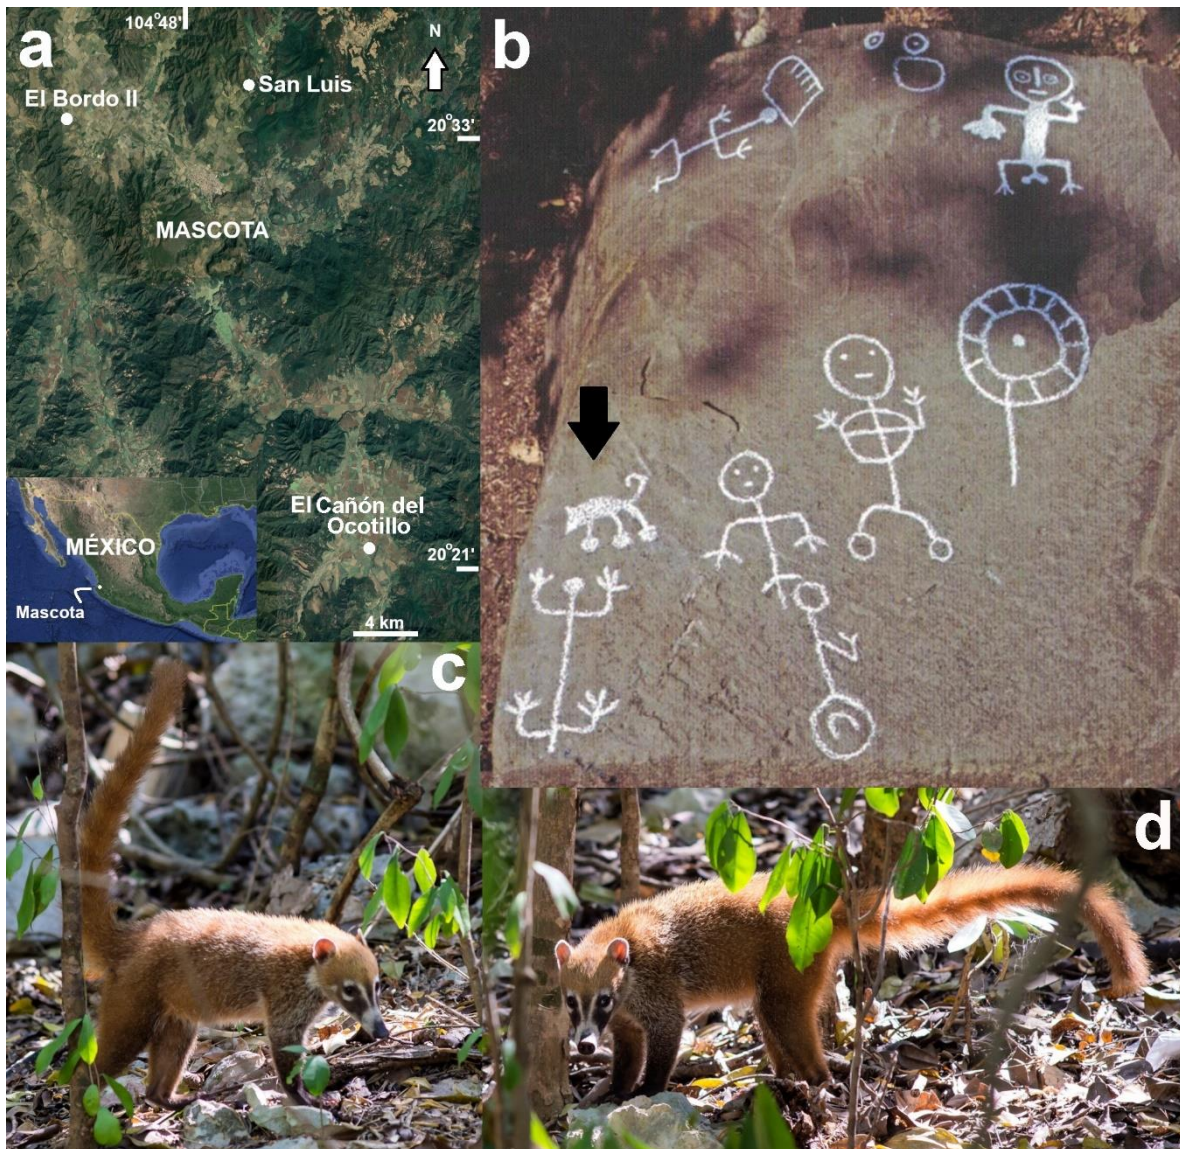 a
104°48'
N
San Luis
El Bordo II
20°33'
MASCOTA
El Cañón del
Ocotillo
20°21'
4 km
MÉXICO
Mascota
b
c
d